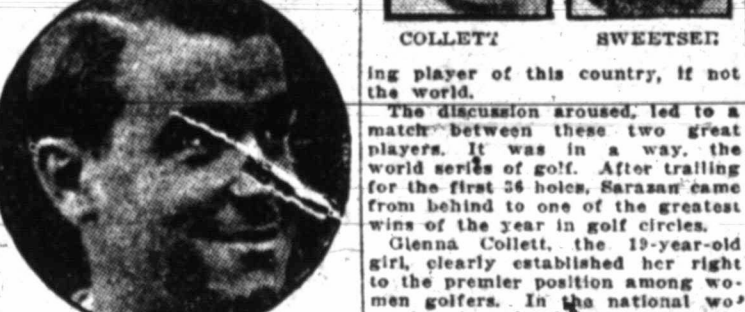 COLLETT
SWEETSER
ing player of this country, if not
the world.
The discussion aroused, led to a
match between these two great
players. It was in a way, the
world series of golf. After trailing
for the first 36 holes, Sarazan came
from behind to one of the greatest
wins of the year in golf circles.
Glenna Collett, the 19-year-old
girl, clearly established her right
to the premier position among wo-
men golfers. In the national wo-